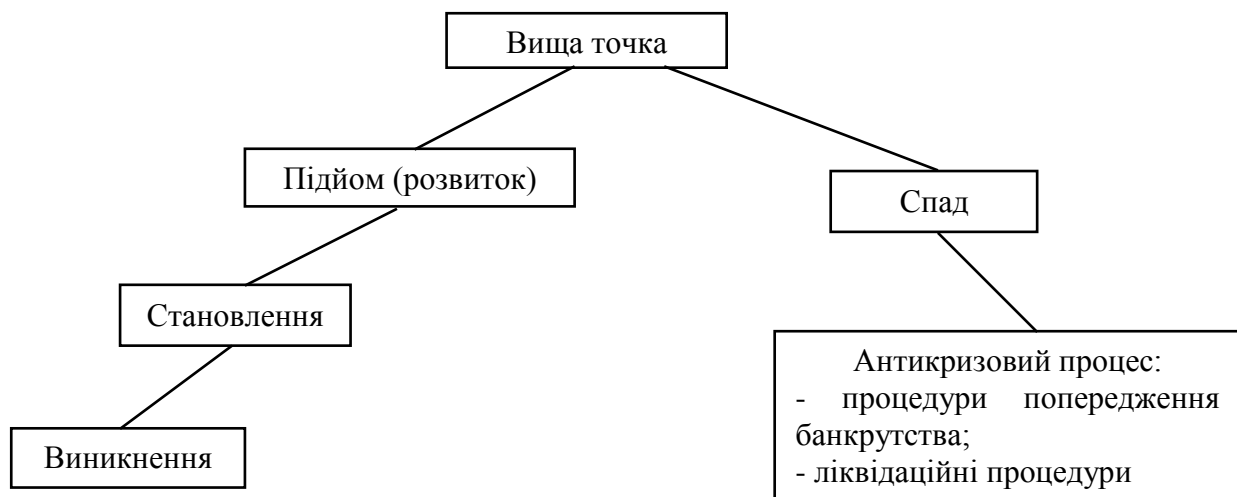 Вища точка
Підйом (розвиток)
Спад
Становлення
Антикризовий процес:
- процедури попередження
банкрутства;
- ліквідаційні процедури
Виникнення